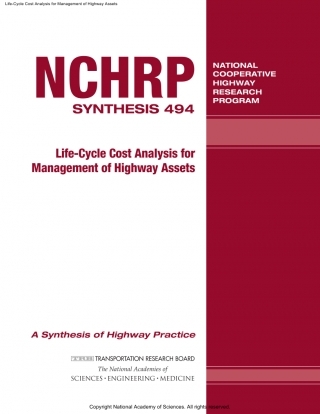 Life-Cycle Cost Analysis for Management of Highway Assets
NCHRP
SYNTHESIS 494
NATIONAL
COOPERATIVE
HIGHWAY
RESEARCH
PROGRAM
Life-Cycle Cost Analysis for
Management of Highway Assets
A Synthesis of Highway Practice
TRB TRANSPORTATION RESEARCH BOARD
The National Academies of
SCIENCES • ENGINEERING • MEDICINE
Copyright National Academy of Sciences. All rights reserved.